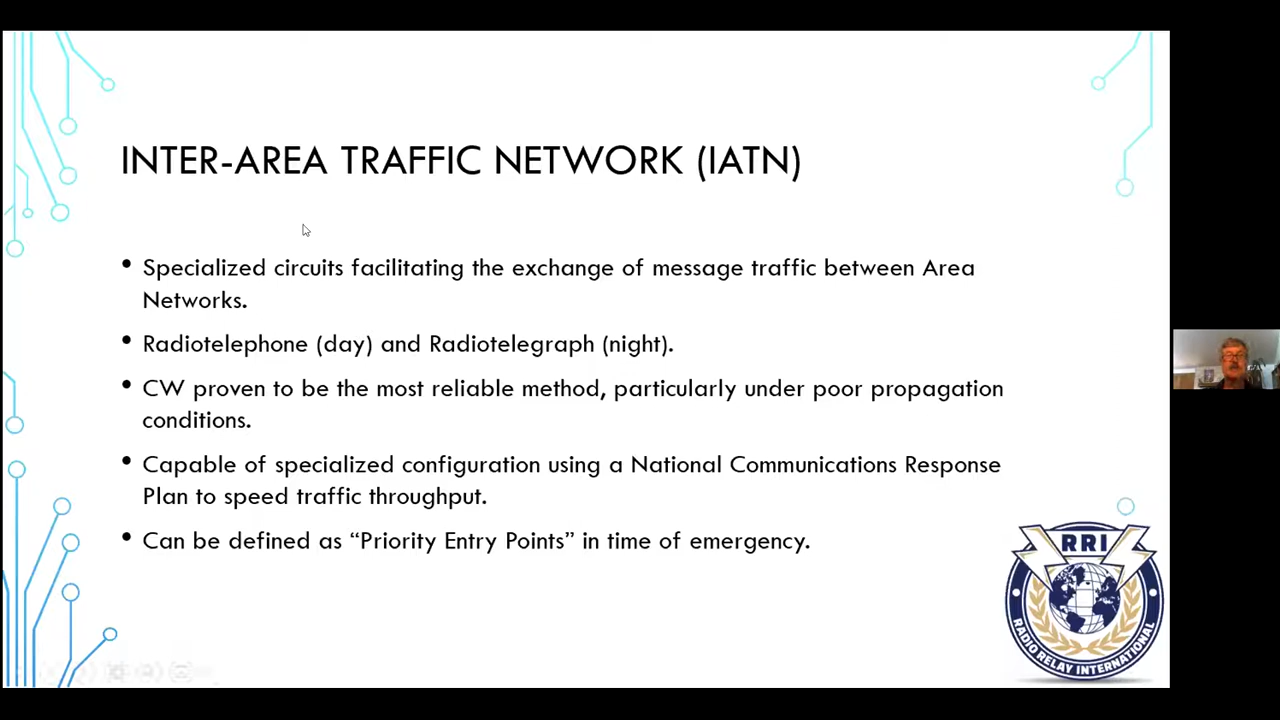 INTER-AREA TRAFFIC NETWORK (IATN)
• Specialized circuits facilitating the exchange of message traffic between Area
Networks.
• Radiotelephone (day) and Radiotelegraph (night).
• CW proven to be the most reliable method, particularly under poor propagation
conditions.
• Capable of specialized configuration using a National Communications Response
Plan to speed traffic throughput.
• Can be defined as “Priority Entry Points” in time of emergency.
RRI
RADIO RELAY INTERNATIONAL